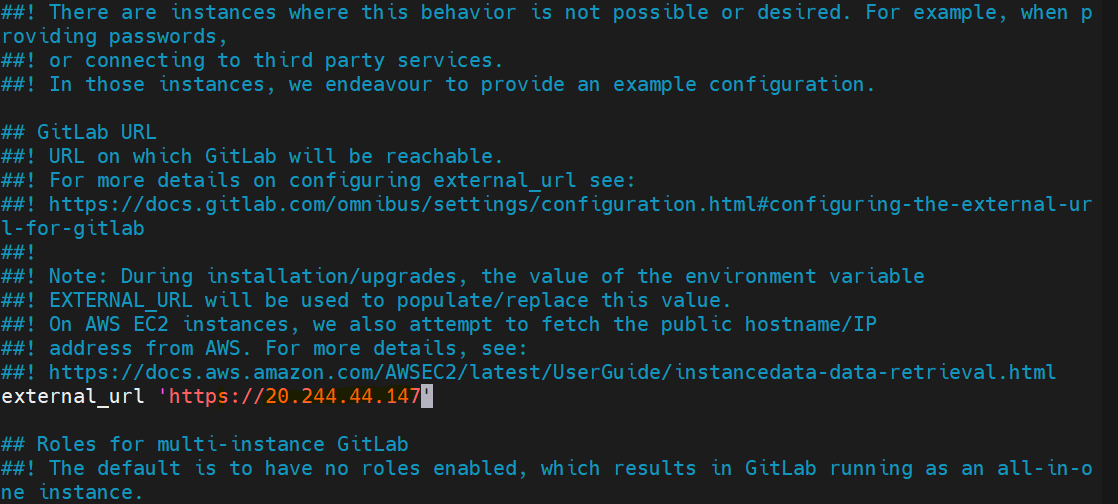 ##! There are instances where this behavior is not possible or desired. For example, when p
roviding passwords,
##! or connecting to third party services.
##! In those instances, we endeavour to provide an example configuration.
## GitLab URL
##! URL on which GitLab will be reachable.
##! For more details on configuring external_url see:
##! https://docs.gitlab.com/omnibus/settings/configuration.html#configuring-the-external-ur
l-for-gitlab
##!
##! Note: During installation/upgrades, the value of the environment variable
##! EXTERNAL_URL will be used to populate/replace this value.
##! On AWS EC2 instances, we also attempt to fetch the public hostname/IP
##! address from AWS. For more details, see:
##! https://docs.aws.amazon.com/AWSEC2/latest/UserGuide/instancedata-data-retrieval.html
external_url 'https://20.244.44.147'
## Roles for multi-instance GitLab
##! The default is to have no roles enabled, which results in GitLab running as an all-in-o
ne instance.